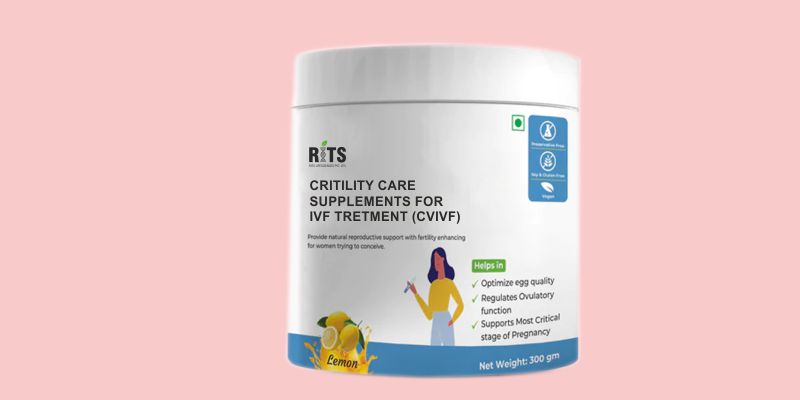 RITS
CRITILITY CARE
SUPPLEMENTS FOR
IVF TRETMENT (CVIVF)
Provide natural reproductive support with fertility enhancing
for women trying to conceive.
Preservative Free
Soy & Gluten Free
Vegan
Helps in
Optimize egg quality
Regulates Ovulatory
function
Supports Most Critical
stage of Pregnancy
Lemon
Net Weight: 300 gm